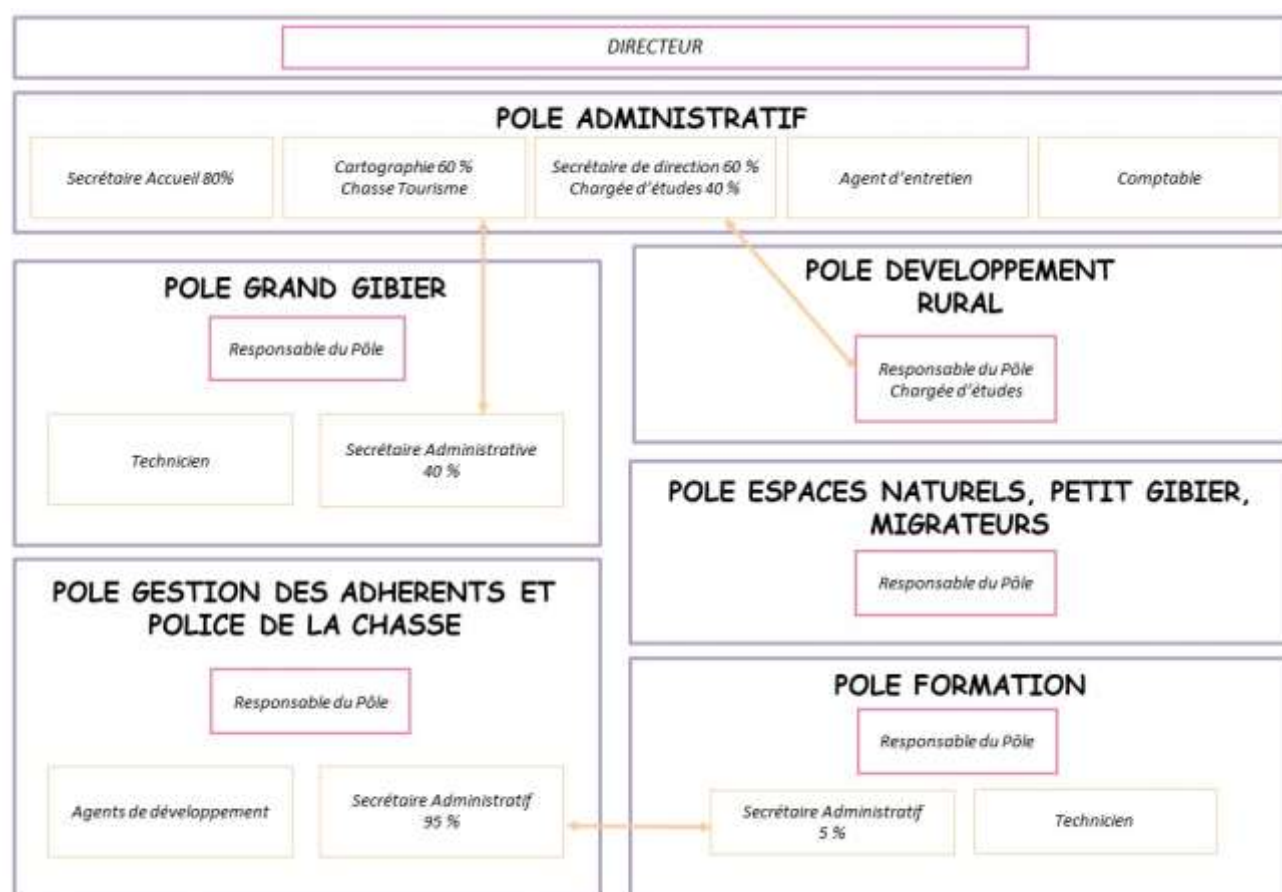 DIRECTEUR
POLE ADMINISTRATIF
Secrétaire Accueil 80%
Cartographie 60 %
Chasse Tourisme
Secrétaire de direction 60 %
Chargée d'études 40 %
Agent d'entretien
Comptable
POLE GRAND GIBIER
Responsable du Pôle
Technicien
Secrétaire Administrative
40 %
POLE DEVELOPPEMENT
RURAL
Responsable du Pôle
Chargée d'études
POLE ESPACES NATURELS, PETIT GIBIER,
MIGRATEURS
Responsable du Pôle
POLE GESTION DES ADHERENTS ET
POLICE DE LA CHASSE
Responsable du Pôle
Agents de développement
Secrétaire Administratif
95 %
POLE FORMATION
Responsable du Pôle
Secrétaire Administratif
5 %
Technicien